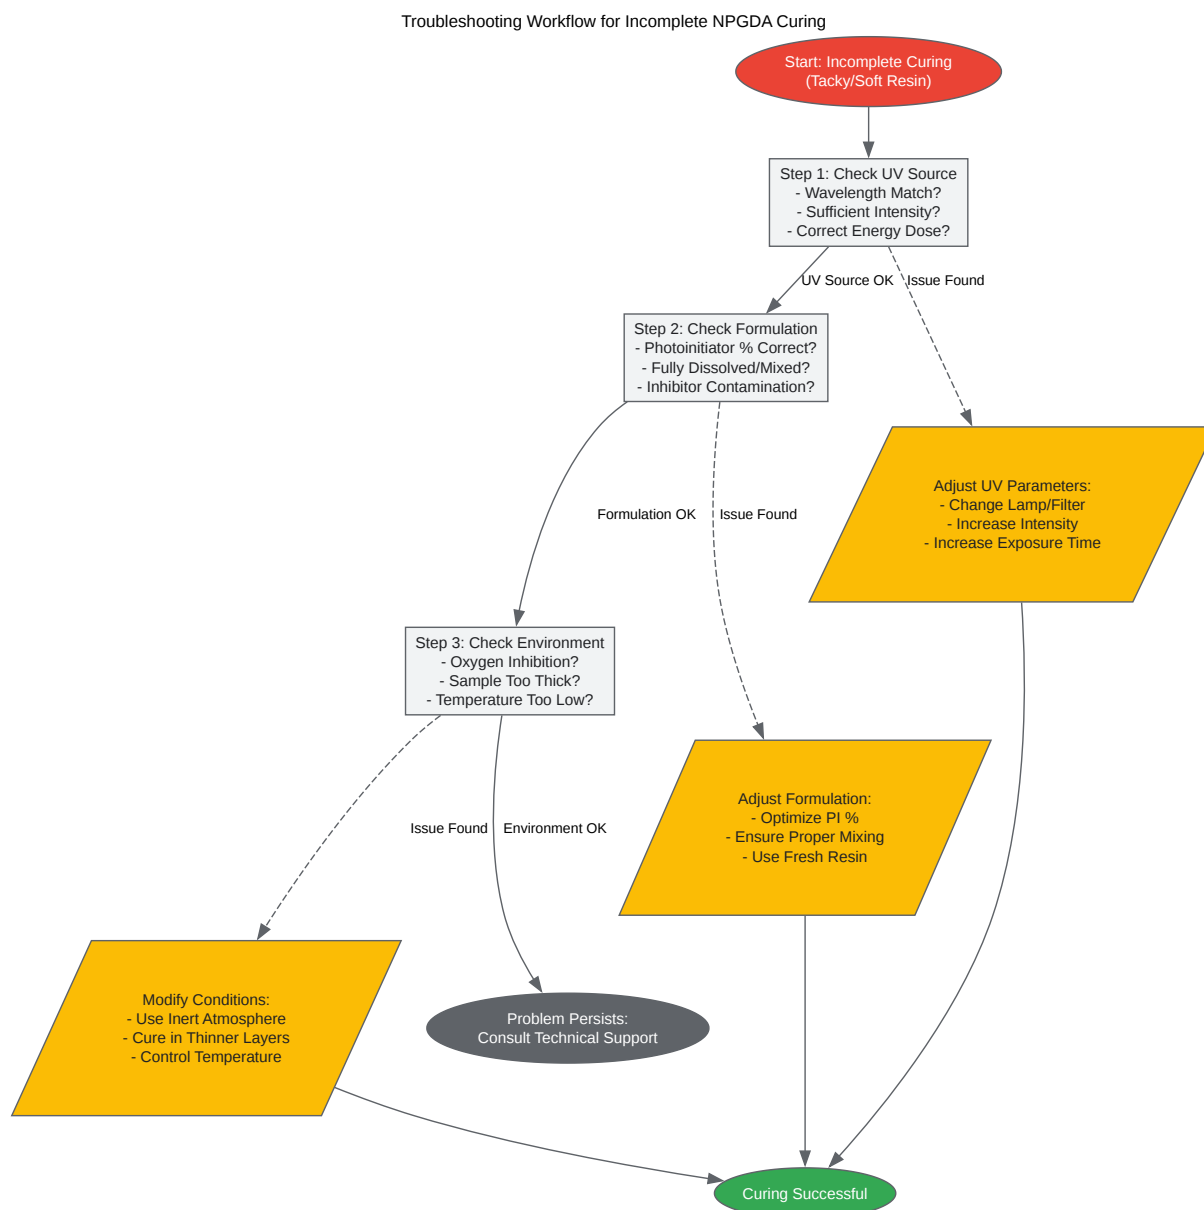 Troubleshooting Workflow for Incomplete NPGDA Curing
Start: Incomplete Curing
(Tacky/Soft Resin)
Step 1: Check UV Source
- Wavelength Match?
- Sufficient Intensity?
- Correct Energy Dose?
UV Source OK
Issue Found
Step 2: Check Formulation
- Photoinitiator % Correct?
- Fully Dissolved/Mixed?
- Inhibitor Contamination?
Adjust UV Parameters:
- Change Lamp/Filter
- Increase Intensity
- Increase Exposure Time
Formulation OK
Issue Found
Step 3: Check Environment
- Oxygen Inhibition?
- Sample Too Thick?
- Temperature Too Low?
Adjust Formulation:
- Optimize PI %
- Ensure Proper Mixing
- Use Fresh Resin
Issue Found
Environment OK
Modify Conditions:
- Use Inert Atmosphere
- Cure in Thinner Layers
- Control Temperature
Problem Persists:
Consult Technical Support
Curing Successful